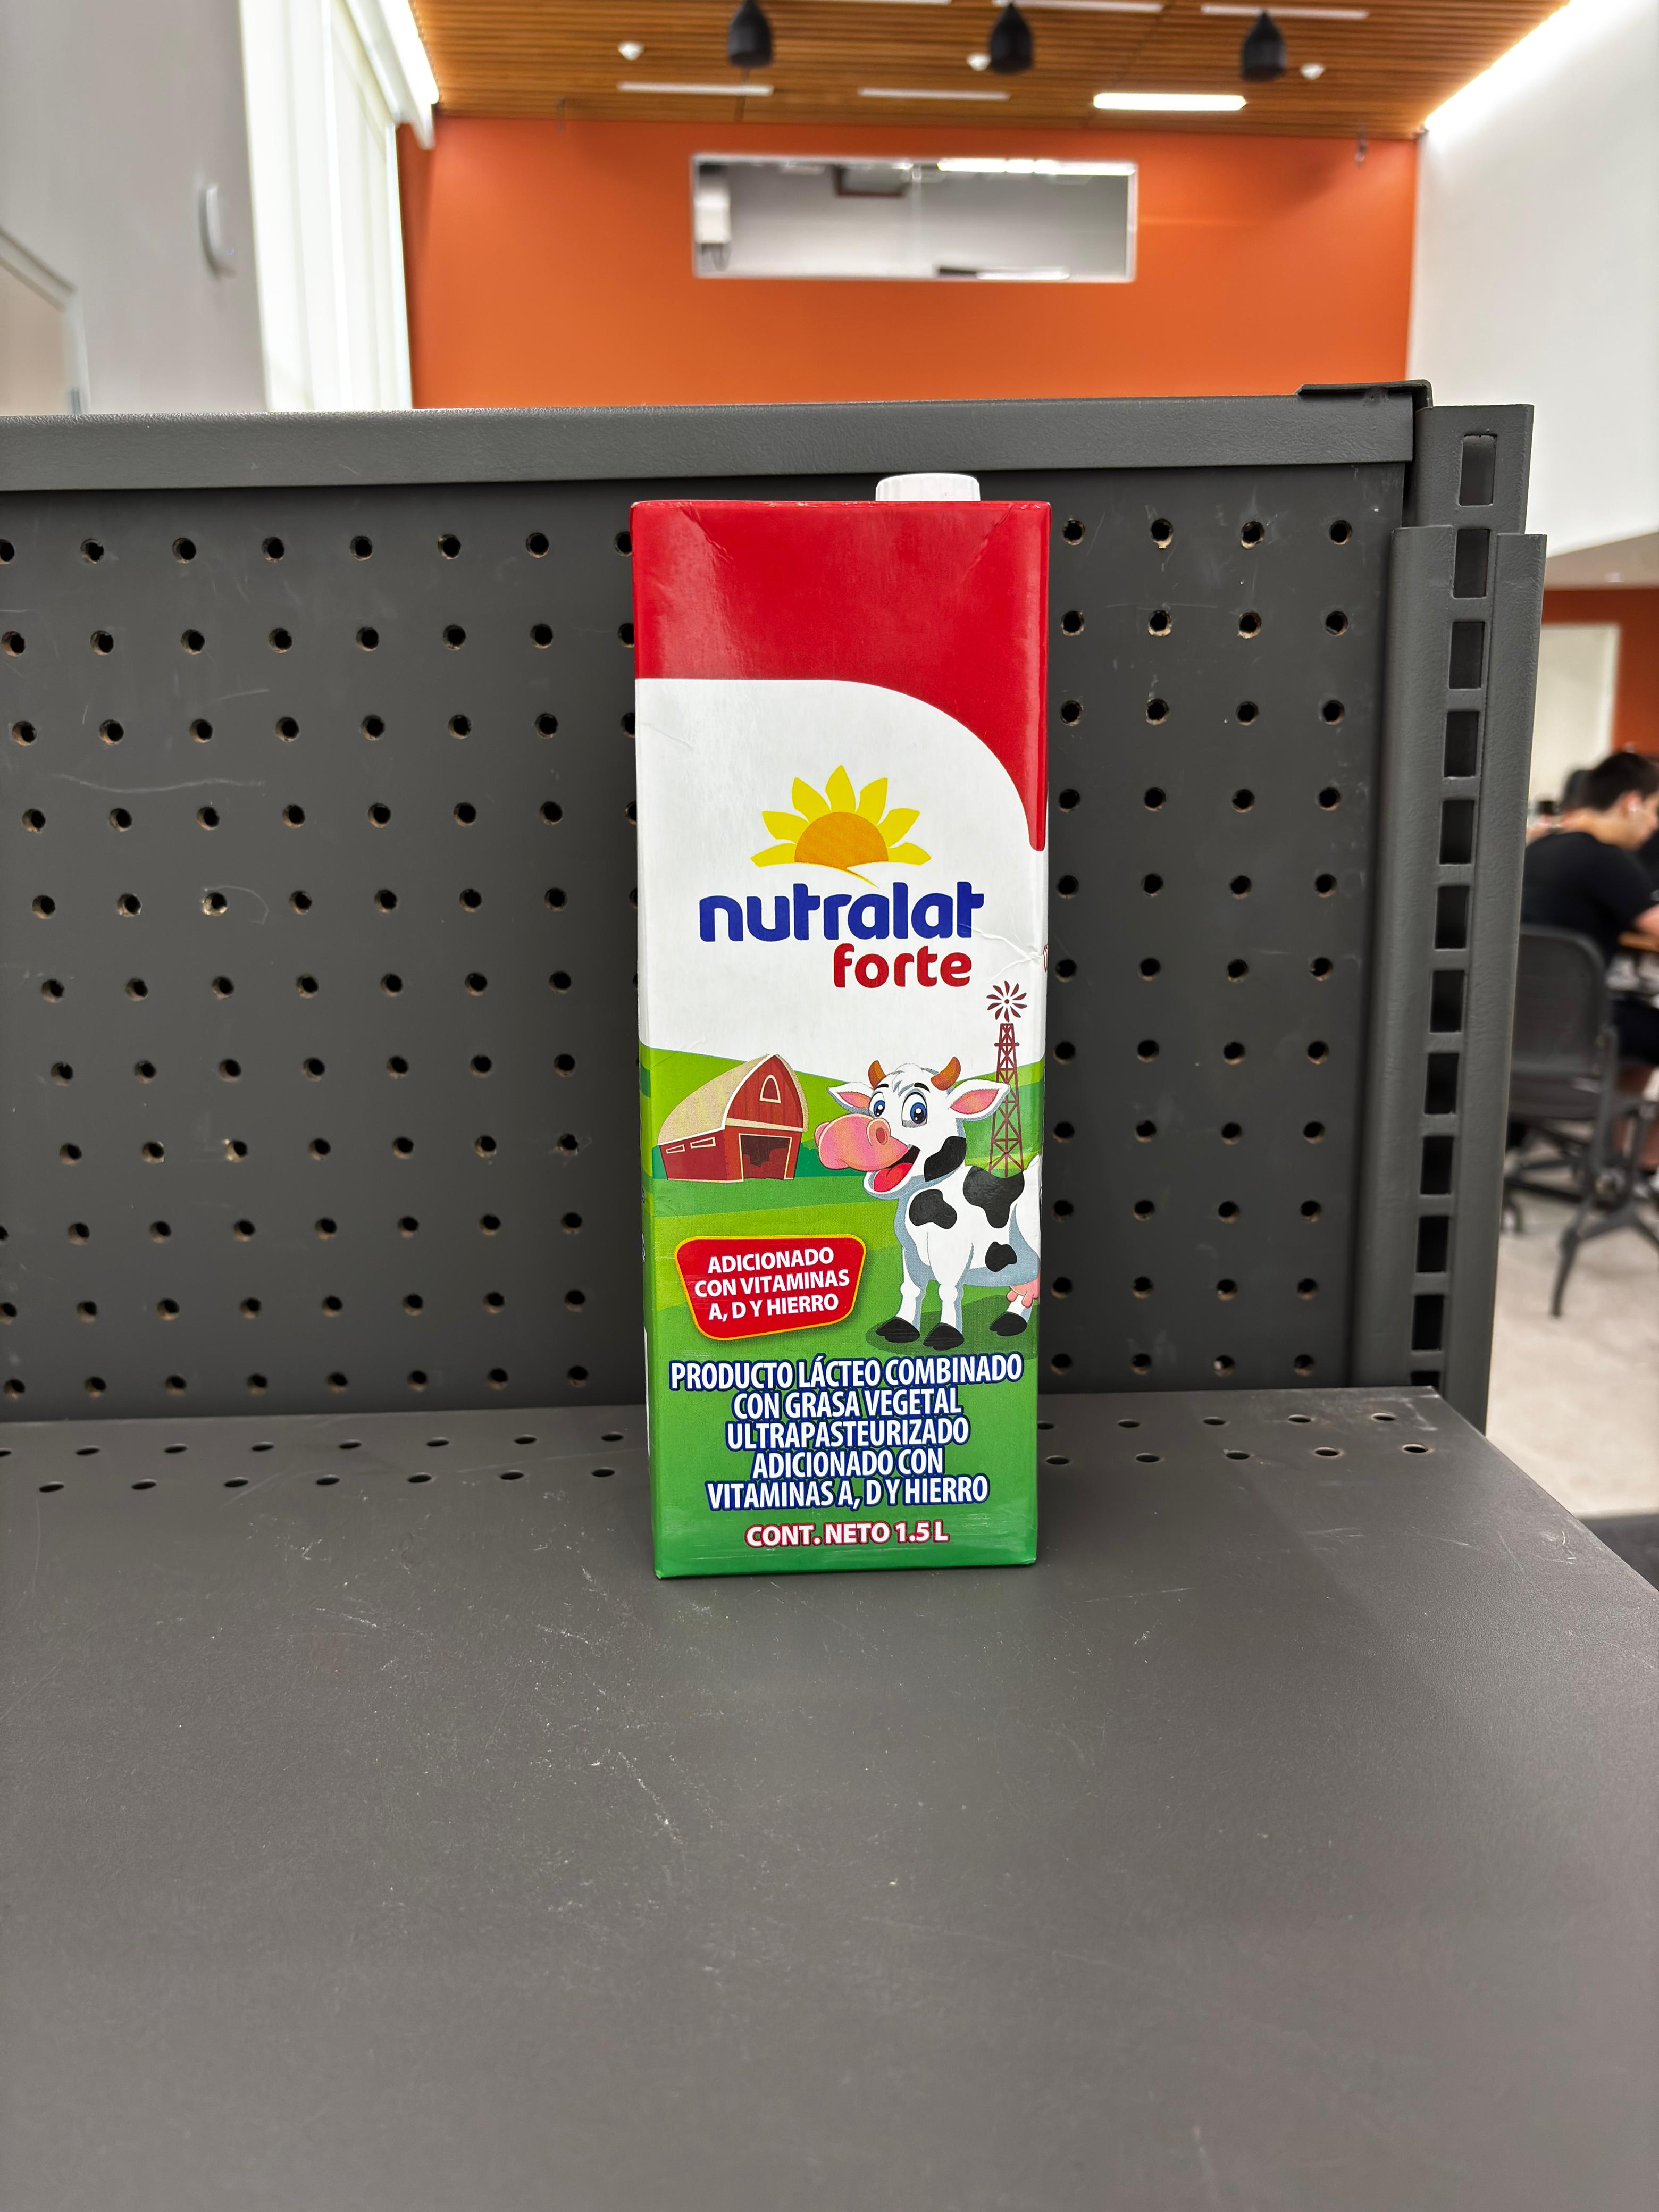 nutralat
forte
ADICIONADO
CON VITAMINAS
A, D Y HIERRO
PRODUCTO LÁCTEO COMBINADO
CON GRASA VEGETAL
ULTRAPASTEURIZADO
ADICIONADO CON
VITAMINAS A, D Y HIERRO
CONT. NETO 1.5 L